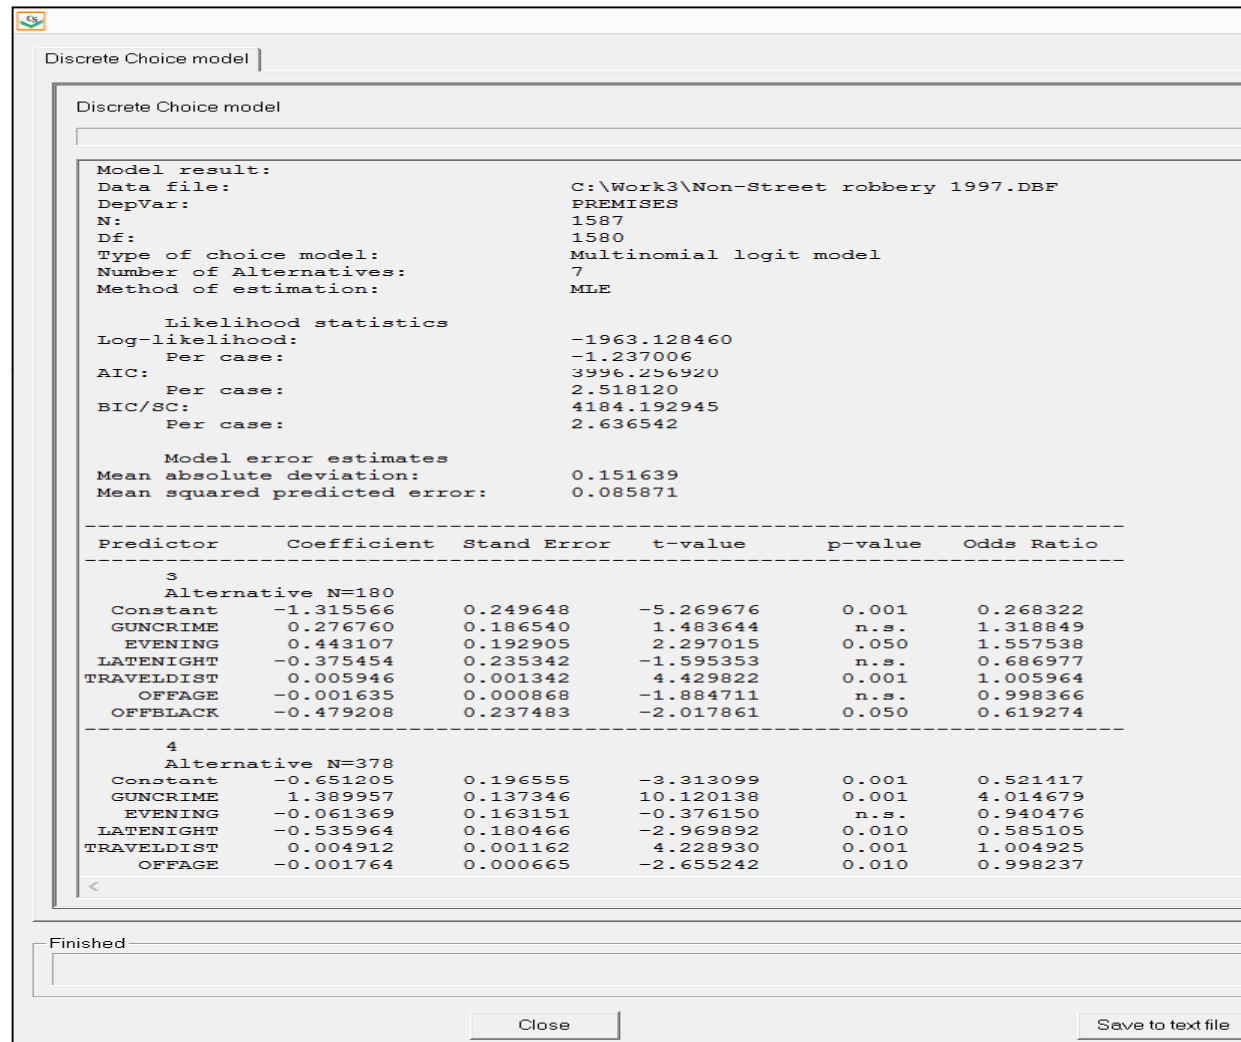 Discrete Choice model
Discrete Choice model
Model result:
Data file: C:\Work3\Non-Street robbery 1997.DBF
DepVar: PREMISES
N: 1587
Df: 1580
Type of choice model: Multinomial logit model
Number of Alternatives: 7
Method of estimation: MLE
Likelihood statistics
Log-likelihood: -1963.128460
Per case: -1.237006
AIC: 3996.256920
Per case: 2.518120
BIC/SC: 4184.192945
Per case: 2.636542
Model error estimates
Mean absolute deviation: 0.151639
Mean squared predicted error: 0.085871
Predictor Coefficient Stand Error t-value p-value Odds Ratio
3
Alternative N=180
Constant -1.315566 0.249648 -5.269676 0.001 0.268322
GUNCRIME 0.276760 0.186540 1.483644 n.s. 1.318849
EVENING 0.443107 0.192905 2.297015 0.050 1.557538
LATENIGHT -0.375454 0.235342 -1.595353 n.s. 0.686977
TRAVELDIST 0.005946 0.001342 4.429822 0.001 1.005964
OFFAGE -0.001635 0.000868 -1.884711 n.s. 0.998366
OFFBLACK -0.479208 0.237483 -2.017861 0.050 0.619274
4
Alternative N=378
Constant -0.651205 0.196555 -3.313099 0.001 0.521417
GUNCRIME 1.389957 0.137346 10.120138 0.001 4.014679
EVENING -0.061369 0.163151 -0.376150 n.s. 0.940476
LATENIGHT -0.535964 0.180466 -2.969892 0.010 0.585105
TRAVELDIST 0.004912 0.001162 4.228930 0.001 1.004925
OFFAGE -0.001764 0.000665 -2.655242 0.010 0.998237
Finished
Close Save to text file